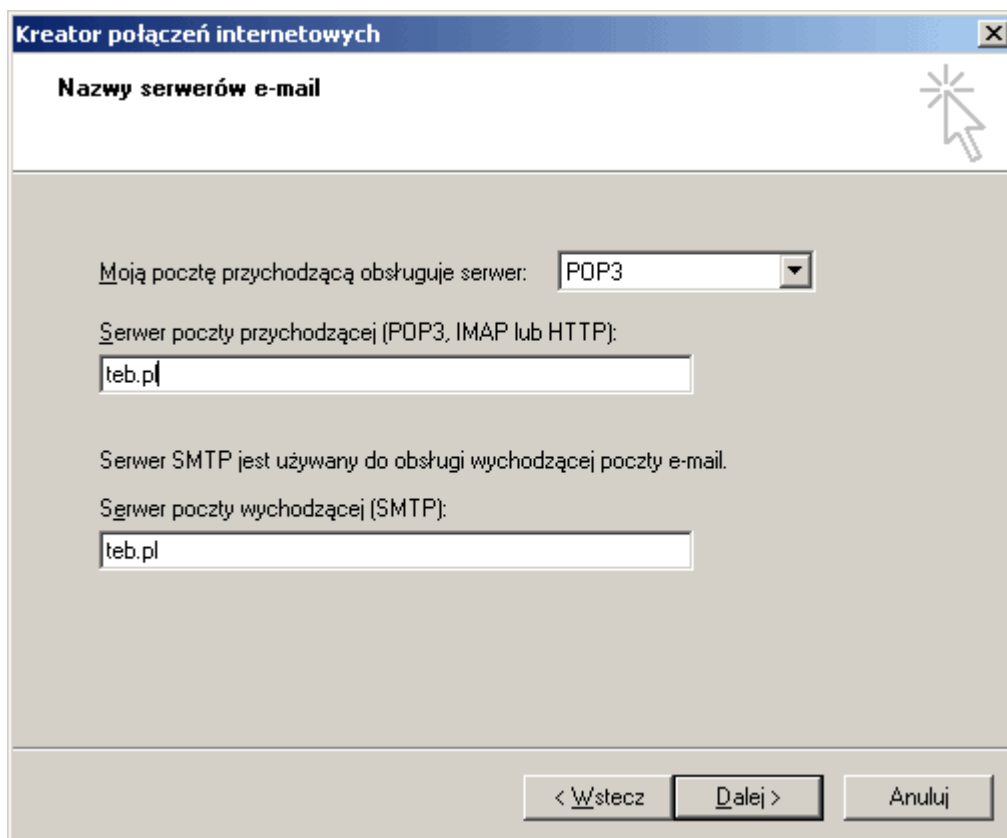 Kreator połączeń internetowych
Nazwy serwerów e-mail
Moją pocztę przychodzącą obsługuje serwer: POP3
Serwer poczty przychodzącej (POP3, IMAP lub HTTP):
teb.pl
Serwer SMTP jest używany do obsługi wychodzącej poczty e-mail.
Serwer poczty wychodzącej (SMTP):
teb.pl
< Wstecz Dalej > Anuluj